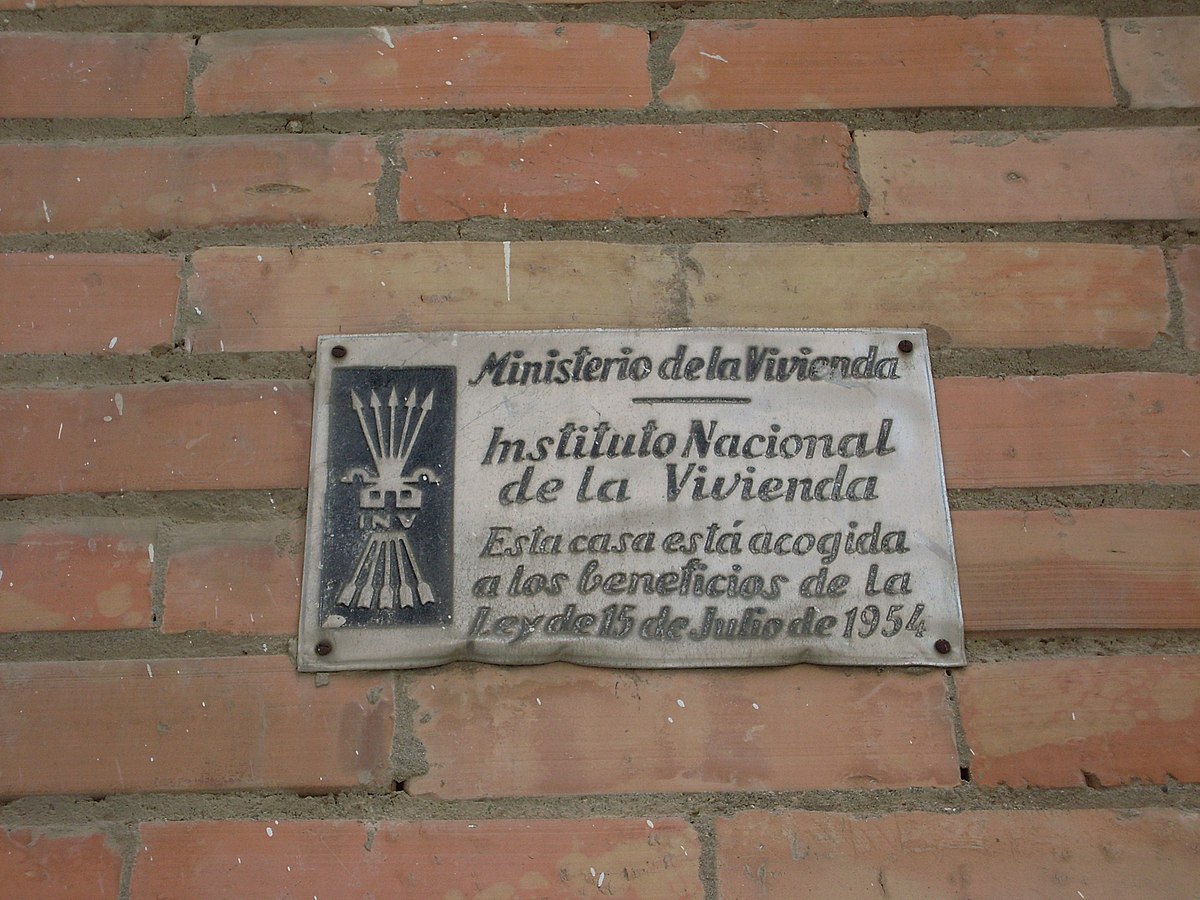 Ministerio de la Vivienda
Instituto Nacional
de la Vivienda
Esta casa está acogida
a los beneficios de la
Ley de 15 de Julio de 1954
INV